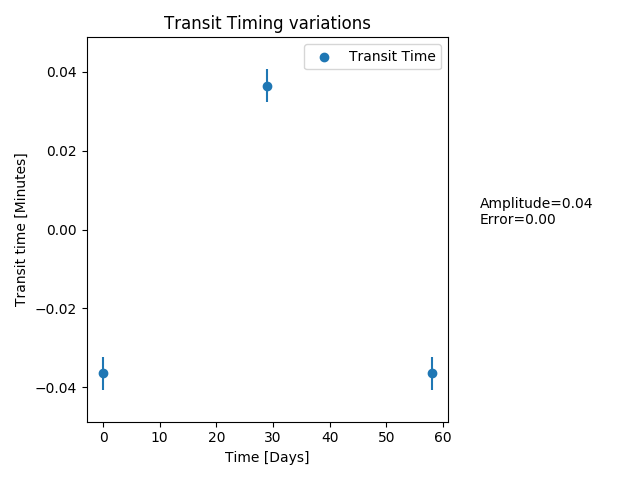 Transit Timing variations
Transit Time
Transit time [Minutes]
0.04
0.02
0.00
−0.02
−0.04
Amplitude=0.04
Error=0.00
0 10 20 30 40 50 60
Time [Days]